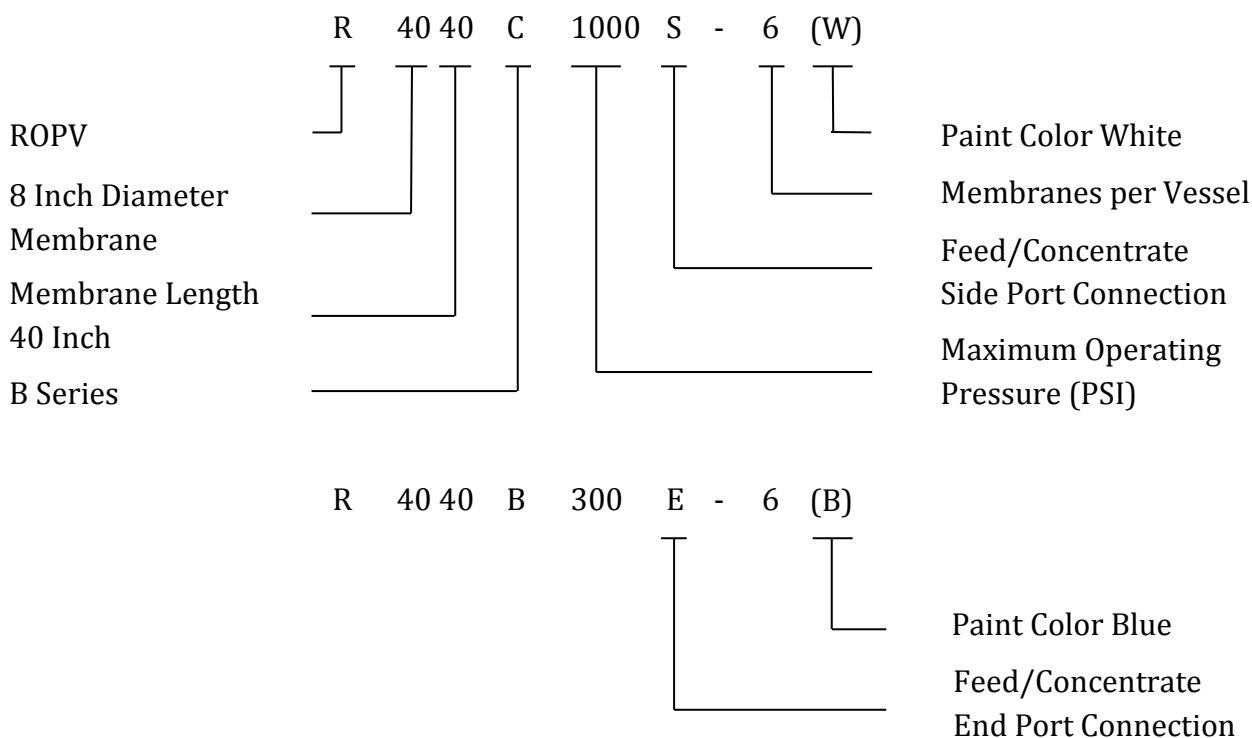 R 40 40 C 1000 S - 6 (W)
ROPV
8 Inch Diameter
Membrane
Membrane Length
40 Inch
B Series
Paint Color White
Membranes per Vessel
Feed/Concentrate
Side Port Connection
Maximum Operating
Pressure (PSI)
R 40 40 B 300 E - 6 (B)
Paint Color Blue
Feed/Concentrate
End Port Connection